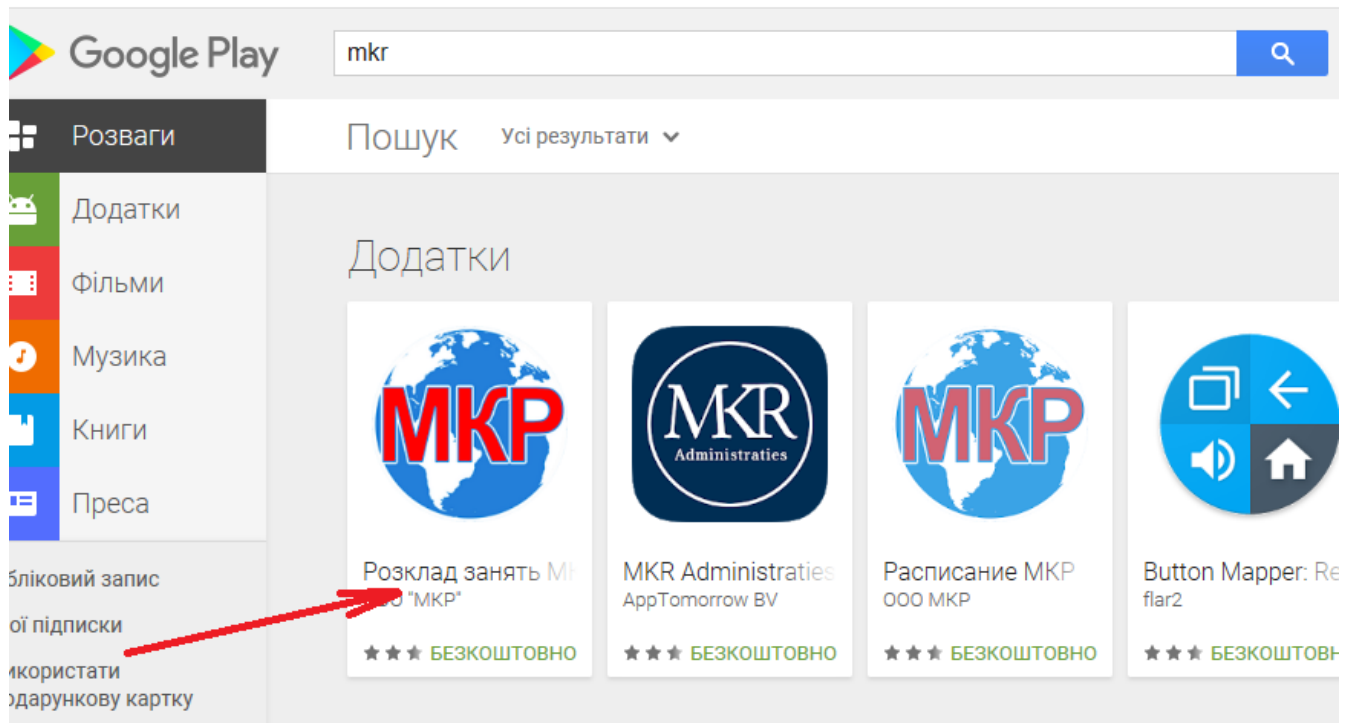 Google Play
mkr
Розваги
Пошук Усі результати
Додатки
Фільми
Музика
Книги
Преса
бліковий запис
ої підписки
икористати
одарункову картку
Додатки
МКР
Розклад занять
"МКР"
БЕЗКОШТОВНО
MKR
Administraties
MKR Administraties
AppTomorrow BV
БЕЗКОШТОВНО
МКР
Расписание МКР
ООО МКР
БЕЗКОШТОВНО
Button Mapper: Re
flar2
БЕЗКОШТОВН